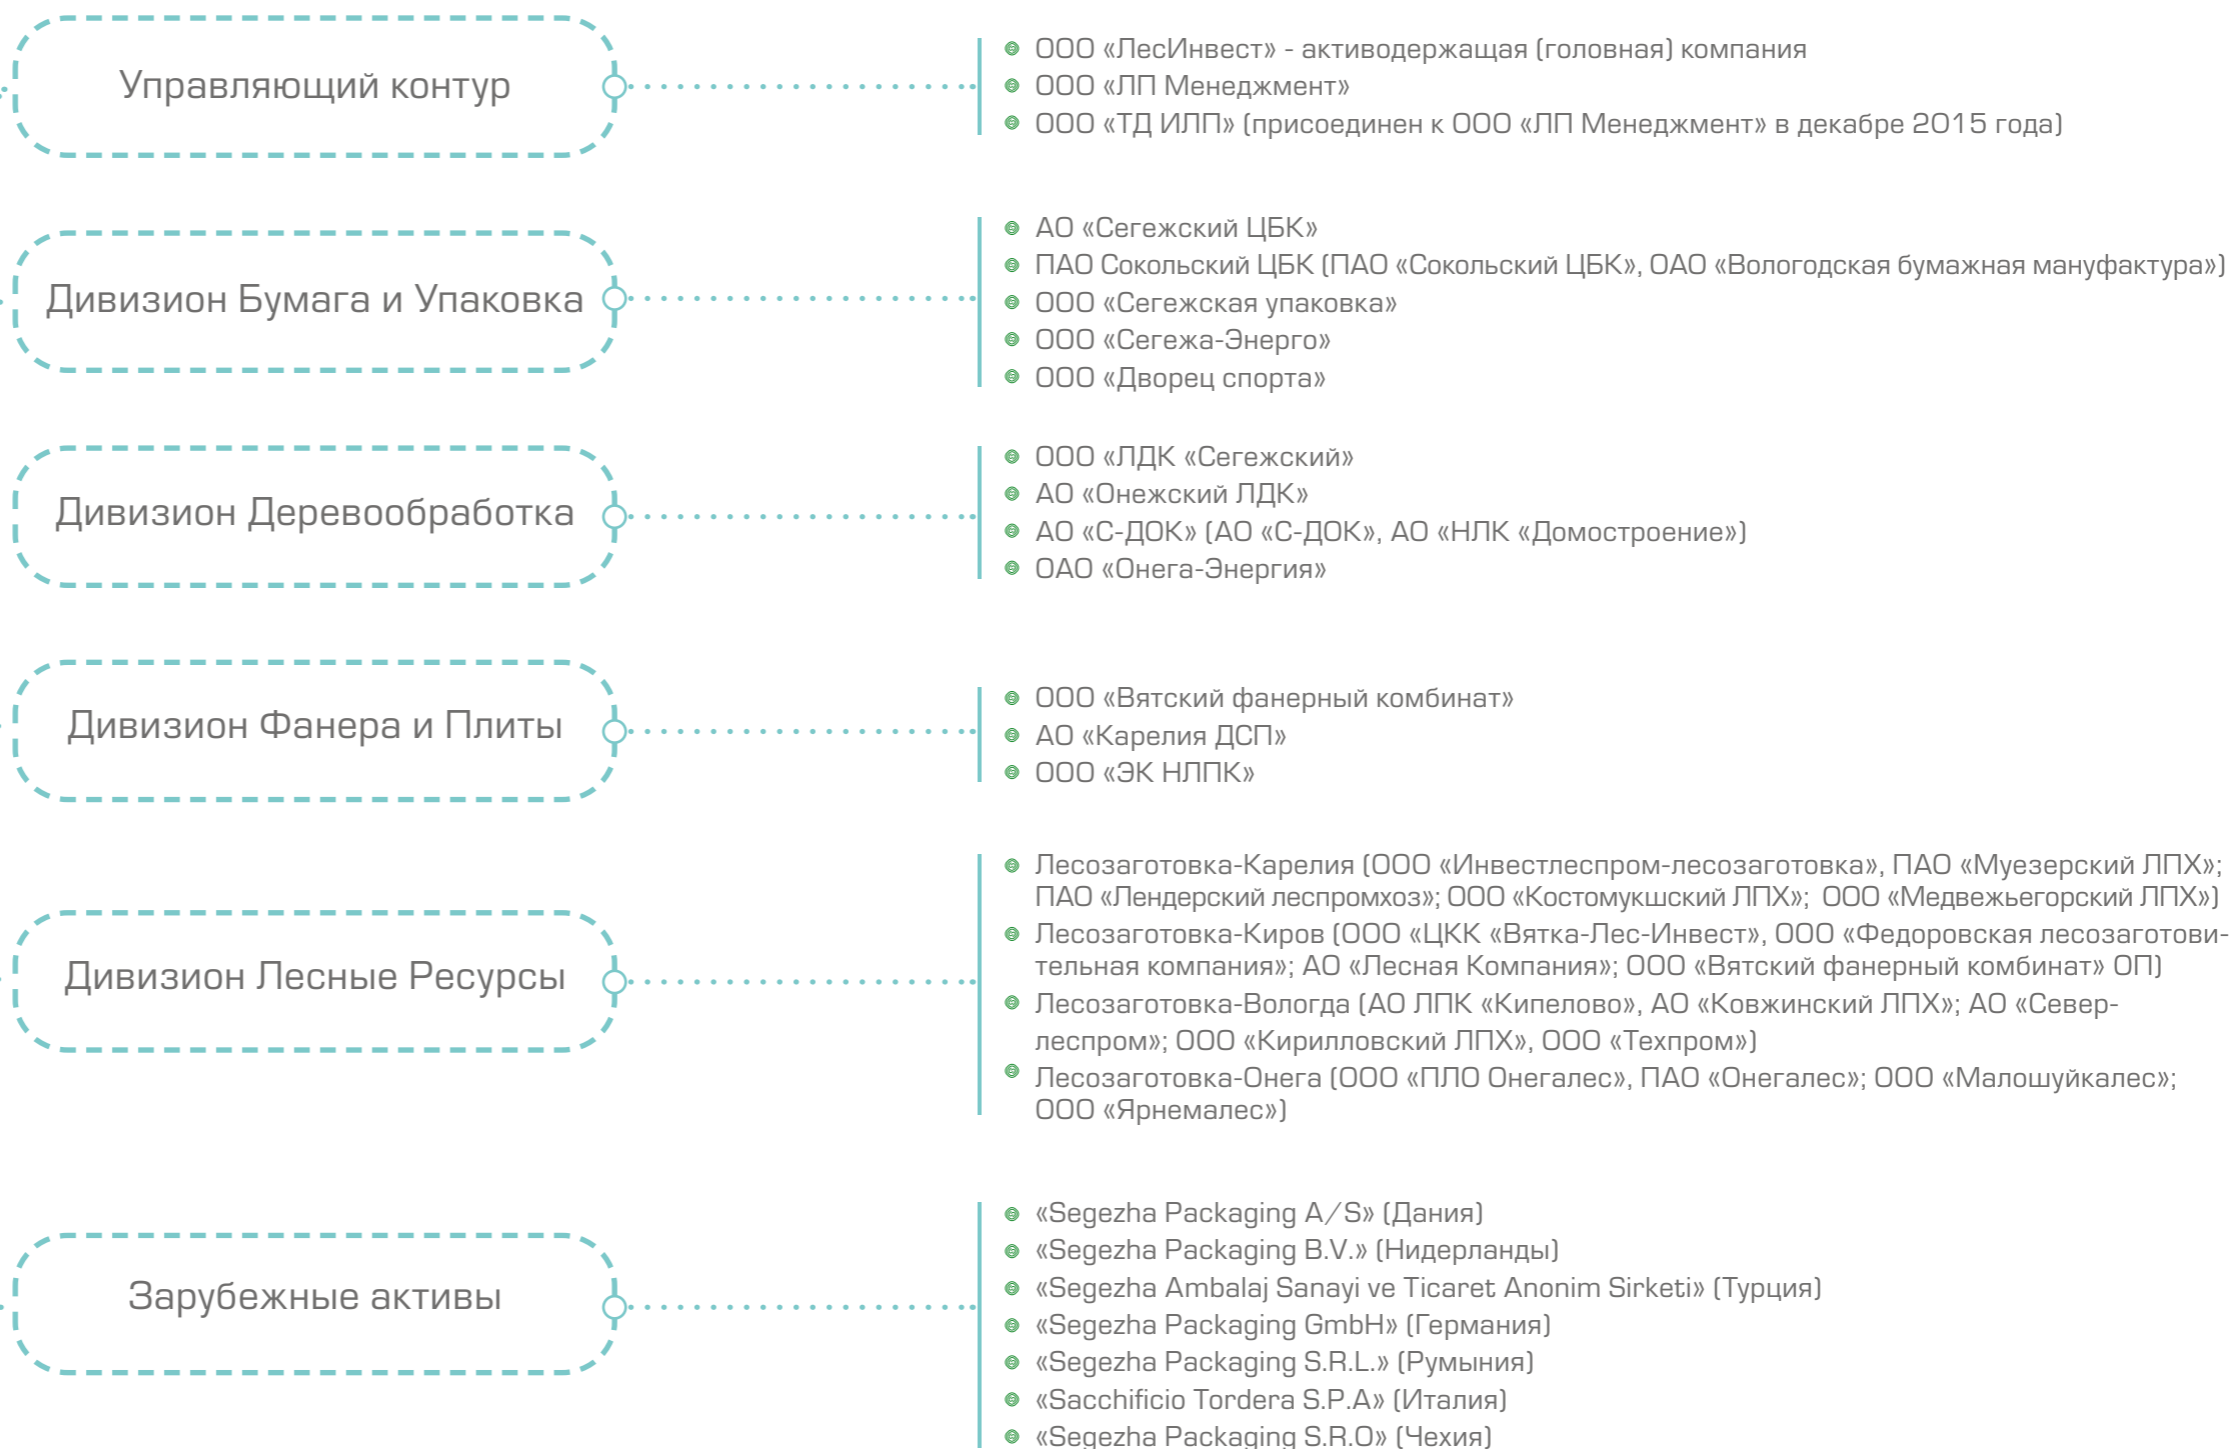 Управляющий контур
ООО «ЛесИнвест» - активодержащая (головная) компания
ООО «ЛП Менеджмент»
ООО «ТД ИЛП» (присоединен к ООО «ЛП Менеджмент» в декабре 2015 года)
Дивизион Бумага и Упаковка
АО «Сегежский ЦБК»
ПАО Сокольский ЦБК (ПАО «Сокольский ЦБК», ОАО «Вологодская бумажная мануфактура»)
ООО «Сегежская упаковка»
ООО «Сегежа-Энерго»
ООО «Дворец спорта»
Дивизион Деревообработка
ООО «ЛДК «Сегежский»
АО «Онежский ЛДК»
АО «С-ДОК» (АО «С-ДОК», АО «НЛК «Домостроение»)
ОАО «Онега-Энергия»
Дивизион Фанера и Плиты
ООО «Вятский фанерный комбинат»
АО «Карелия ДСП»
ООО «ЭК НЛПК»
Дивизион Лесные Ресурсы
Лесозаготовка-Карелия (ООО «Инвестлеспром-лесозаготовка», ПАО «Муезерский ЛПХ»;
ПАО «Лендерский леспромхоз»; ООО «Костомукшский ЛПХ»; ООО «Медвежьегорский ЛПХ»)
Лесозаготовка-Киров (ООО «ЦКК «Вятка-Лес-Инвест», ООО «Федоровская лесозаготови-
тельная компания»; АО «Лесная Компания»; ООО «Вятский фанерный комбинат» ОП)
Лесозаготовка-Вологда (АО ЛПК «Кипелово», АО «Ковжинский ЛПХ»; АО «Север-
леспром»; ООО «Кирилловский ЛПХ», ООО «Техпром»)
Лесозаготовка-Онега (ООО «ПЛО Онегалес», ПАО «Онегалес»; ООО «Малошуйкалес»;
ООО «Ярнемалес»)
Зарубежные активы
«Segezha Packaging A/S» (Дания)
«Segezha Packaging B.V.» (Нидерланды)
«Segezha Ambalaj Sanayi ve Ticaret Anonim Sirketi» (Турция)
«Segezha Packaging GmbH» (Германия)
«Segezha Packaging S.R.L.» (Румыния)
«Sacchificio Tordera S.P.A» (Италия)
«Segezha Packaging S.R.O» (Чехия)